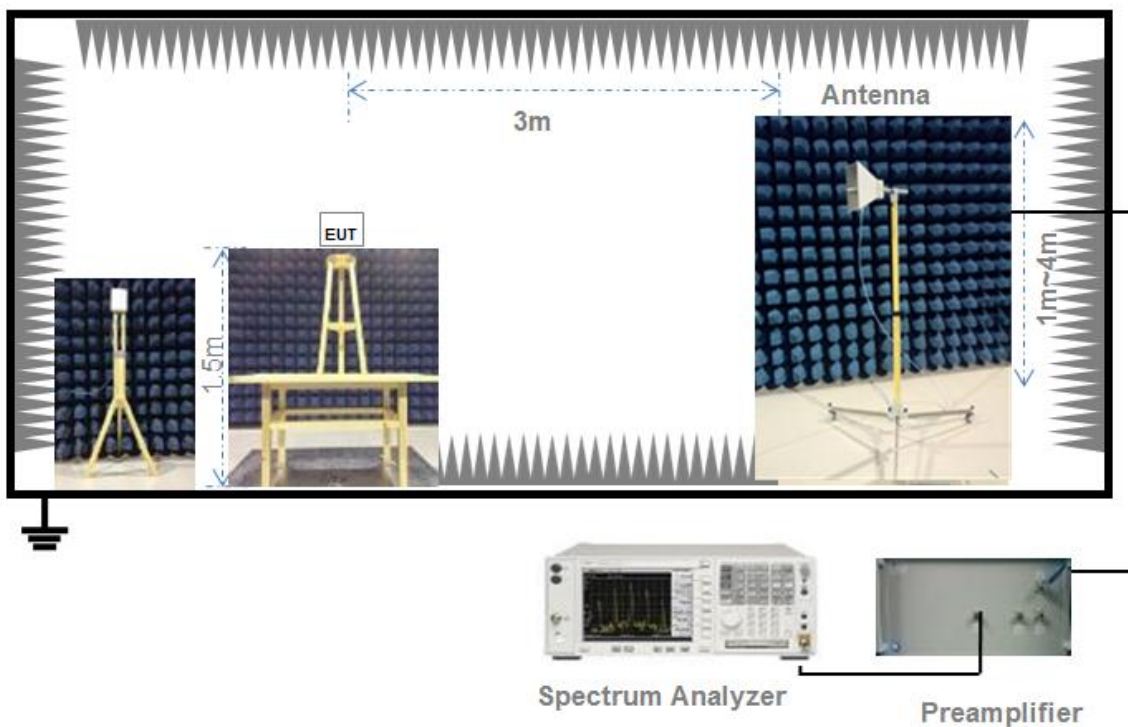 Antenna
3m
EUT
1.5m
1m~4m
Spectrum Analyzer
Preamplifier